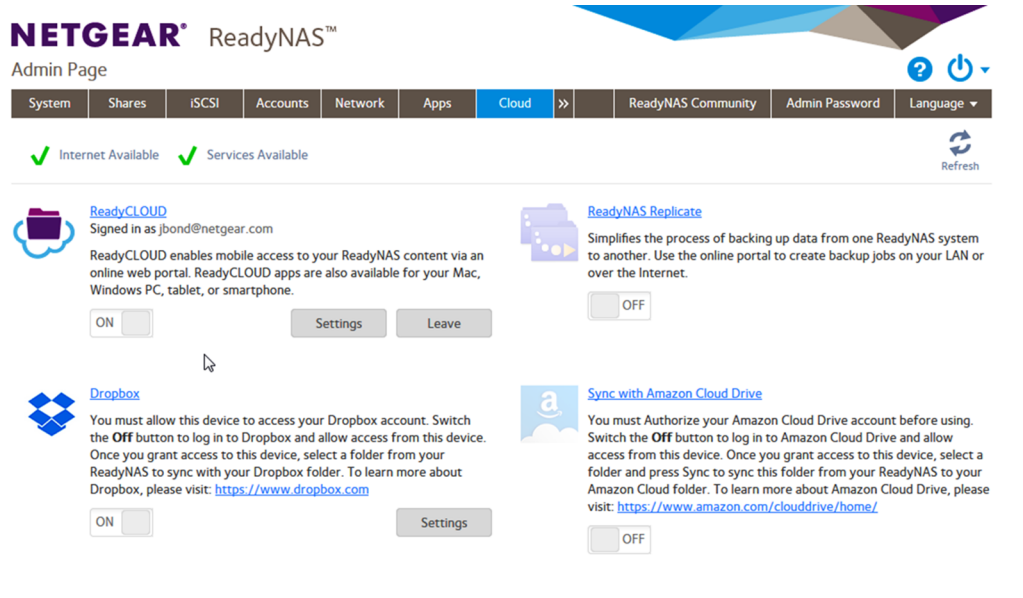 NETGEAR® ReadyNAS™
Admin Page
System Shares iSCSI Accounts Network Apps Cloud » ReadyNAS Community Admin Password Language
Internet Available Services Available
Refresh
ReadyCLOUD
Signed in as jbond@netgear.com
ReadyCLOUD enables mobile access to your ReadyNAS content via an
online web portal. ReadyCLOUD apps are also available for your Mac,
Windows PC, tablet, or smartphone.
ON Settings Leave
ReadyNAS Replicate
Simplifies the process of backing up data from one ReadyNAS system
to another. Use the online portal to create backup jobs on your LAN or
over the Internet.
OFF
Dropbox
You must allow this device to access your Dropbox account. Switch
the Off button to log in to Dropbox and allow access from this device.
Once you grant access to this device, select a folder from your
ReadyNAS to sync with your Dropbox folder. To learn more about
Dropbox, please visit: https://www.dropbox.com
ON Settings
a
Sync with Amazon Cloud Drive
You must Authorize your Amazon Cloud Drive account before using.
Switch the Off button to log in to Amazon Cloud Drive and allow
access from this device. Once you grant access to this device, select a
folder and press Sync to sync this folder from your ReadyNAS to your
Amazon Cloud folder. To learn more about Amazon Cloud Drive, please
visit: https://www.amazon.com/clouddrive/home/
OFF